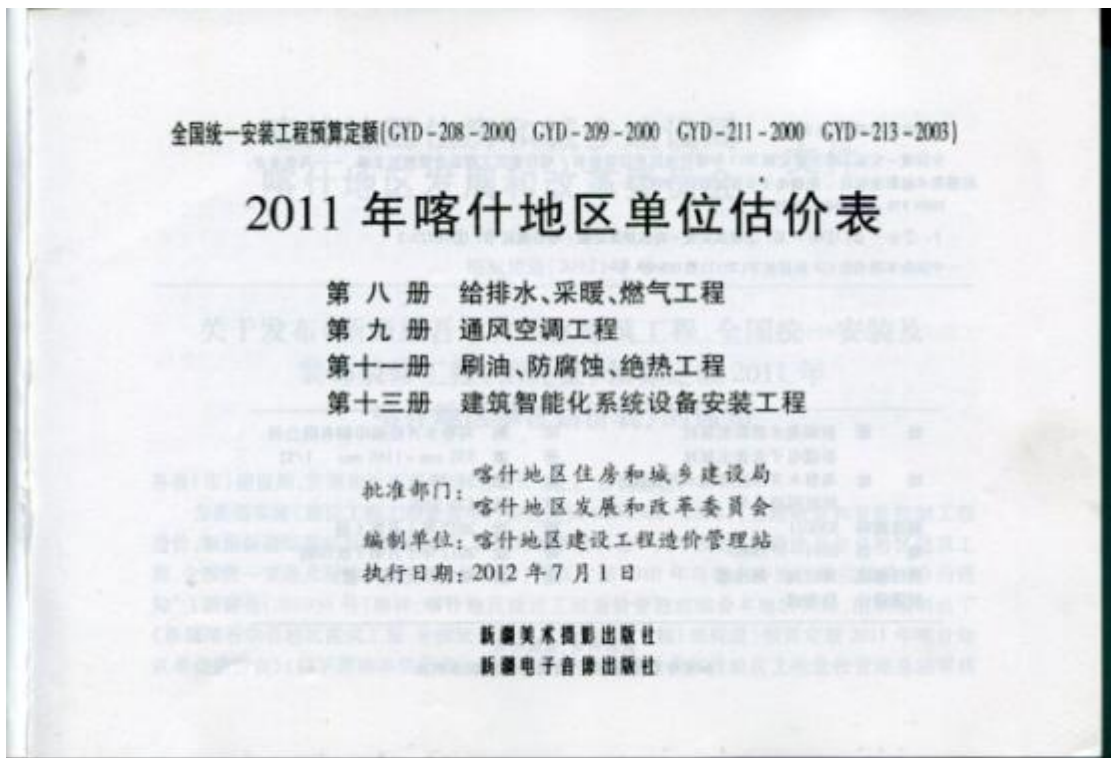 全国统一安装工程预算定额(GYD-208-2000 GYD-209-2000 GYD-211-2000 GYD-213-2003)
2011年喀什地区单位估价表
第八册 给排水、采暖、燃气工程
第九册 通风空调工程
第十一册 刷油、防腐蚀、绝热工程
第十三册 建筑智能化系统设备安装工程
批准部门:喀什地区住房和城乡建设局
喀什地区发展和改革委员会
编制单位:喀什地区建设工程造价管理站
执行日期:2012年7月1日
新疆美术摄影出版社
新疆电子音像出版社